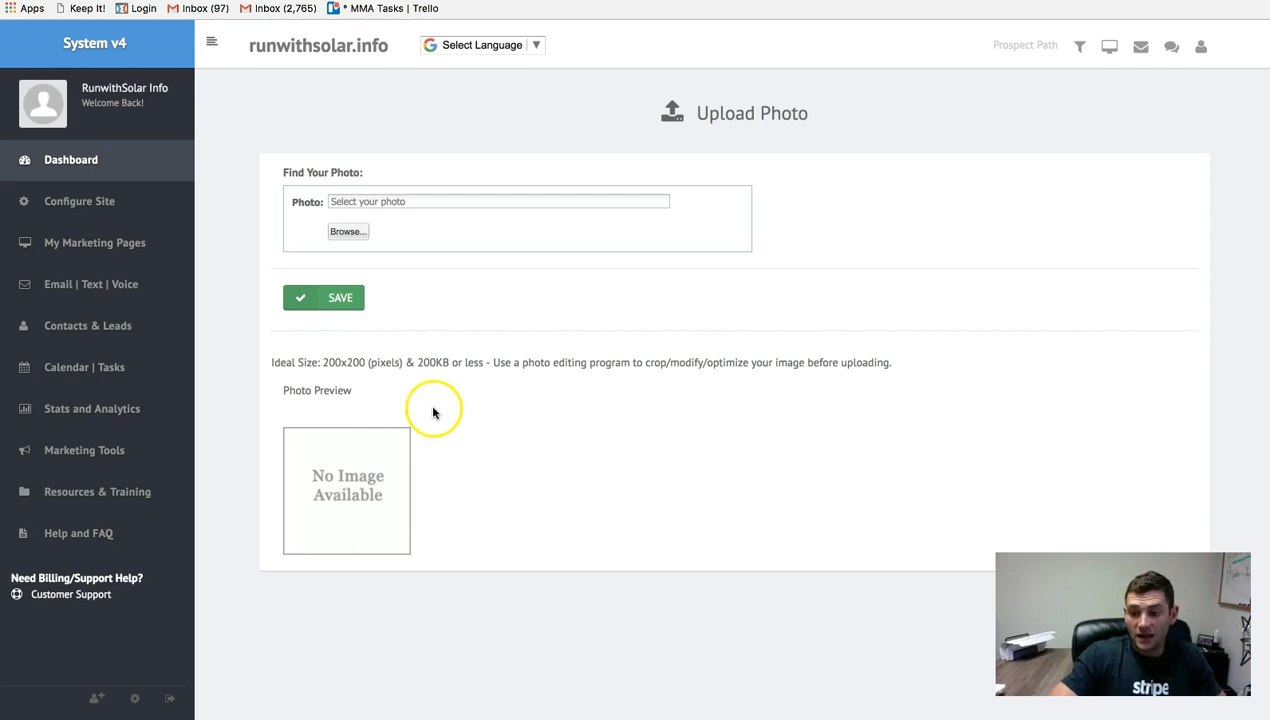 Apps Keep It! Login Inbox (97) Inbox (2,765) * MMA Tasks | Trello
System v4
runwithsolar.info
Select Language
Prospect Path
RunwithSolar Info
Welcome Back!
Dashboard
Configure Site
My Marketing Pages
Email | Text | Voice
Contacts & Leads
Calendar | Tasks
Stats and Analytics
Marketing Tools
Resources & Training
Help and FAQ
Need Billing/Support Help?
Customer Support
Upload Photo
Find Your Photo:
Photo: Select your photo
Browse...
SAVE
Ideal Size: 200x200 (pixels) & 200KB or less - Use a photo editing program to crop/modify/optimize your image before uploading.
Photo Preview
No Image
Available
stripe